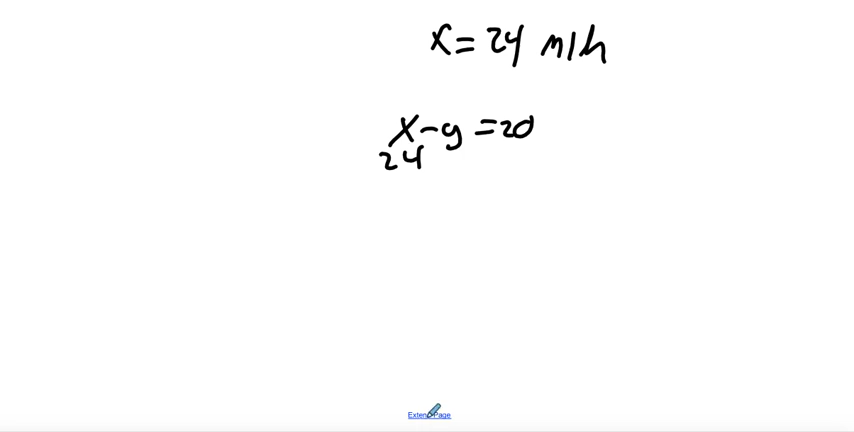 x = 24 m/h
x - y = 20
24
Extend Page